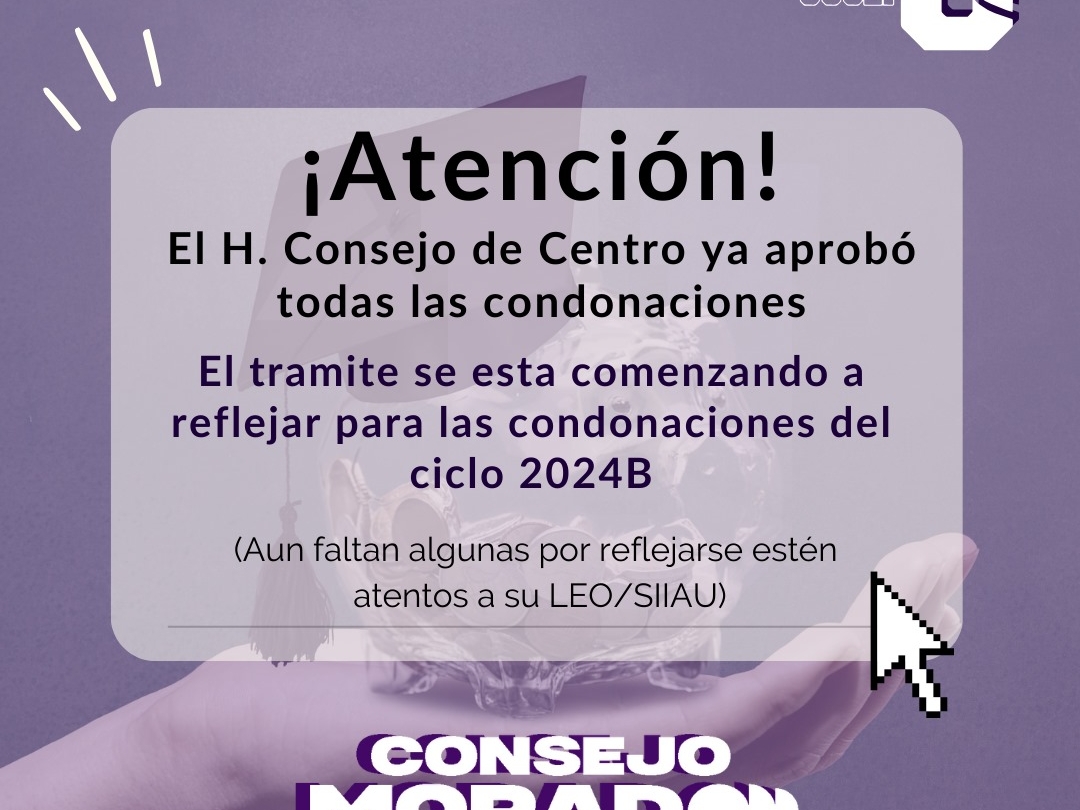 ¡Atención!
El H. Consejo de Centro ya aprobó
todas las condonaciones
El tramite se esta comenzando a
reflejar para las condonaciones del
ciclo 2024B
(Aun faltan algunas por reflejarse estén
atentos a su LEO/SIIAU)
CONSEJO